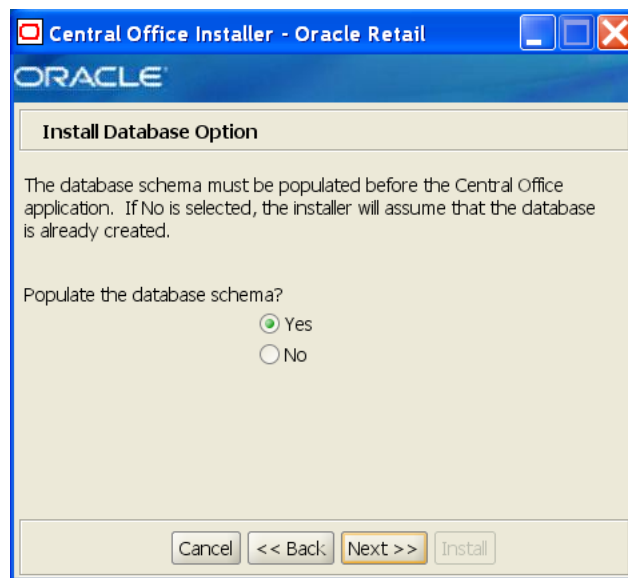 Central Office Installer - Oracle Retail
ORACLE
Install Database Option
The database schema must be populated before the Central Office
application. If No is selected, the installer will assume that the database
is already created.
Populate the database schema?
Yes
No
Cancel << Back Next >> Install